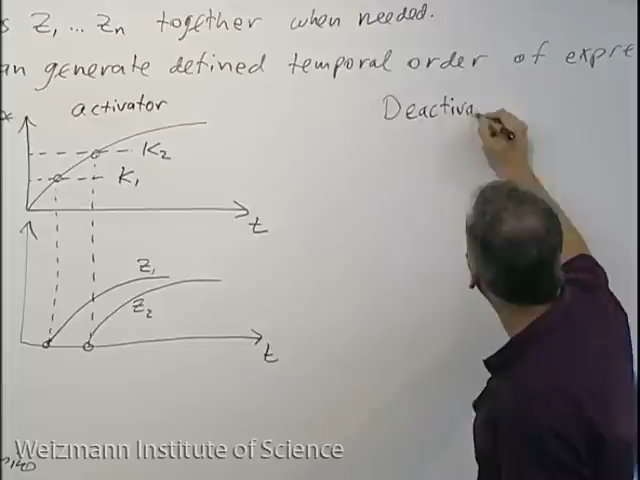 s Z1, ... Zn together when needed.
an generate defined temporal order of expre
x* activator
Deactiva
K2
K1
t
Z1
Z2
t
Weizmann Institute of Science